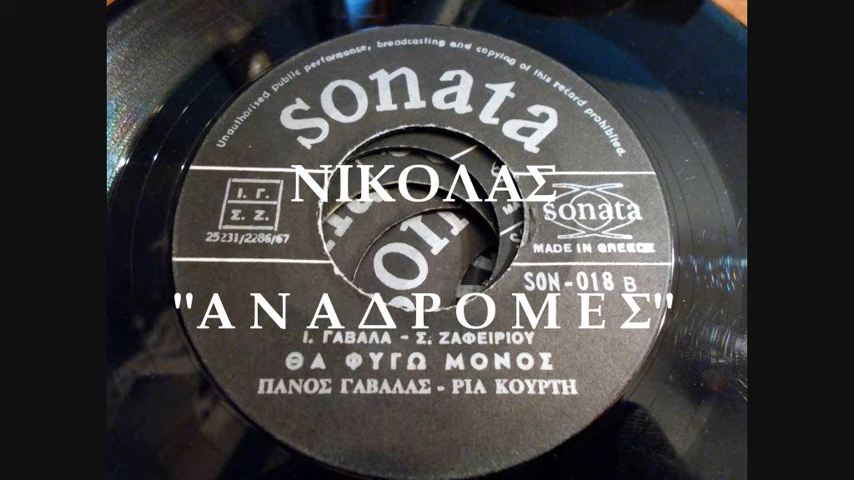 Unauthorised public performance, broadcasting and copying of this record prohibited.
sonata
ΝΙΚΟΛΑΣ
Ι. Γ.
Σ. Ζ.
25231/2286/67
sonata
MADE IN GREECE
SON-018 B
"ΑΝΑΔΡΟΜΕΣ"
Ι. ΓΑΒΑΛΑ - Σ. ΖΑΦΕΙΡΙΟΥ
ΘΑ ΦΥΓΩ ΜΟΝΟΣ
ΠΑΝΟΣ ΓΑΒΑΛΑΣ - ΡΙΑ ΚΟΥΡΤΗ